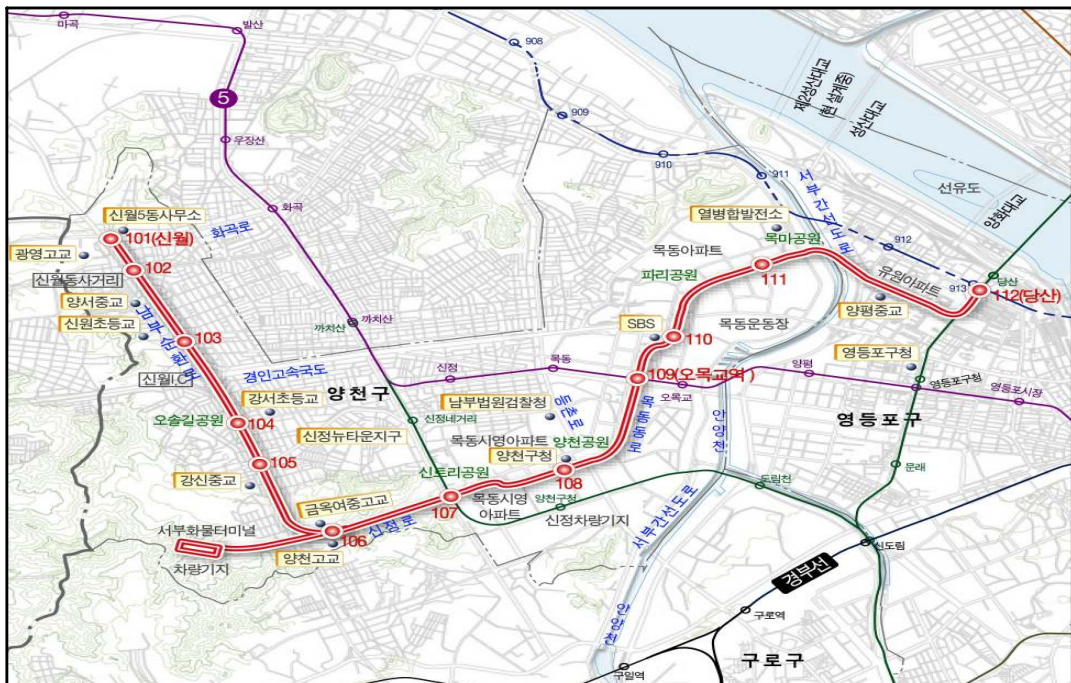 마곡
발산
908
5
909
우장산
910
911
제2성산대교
(현 설계중)
성산대교
서부간선도로
선유도
양화대교
신월5동사무소
화곡로
화곡
열병합발전소
101(신월)
광영고교
목동아파트
목마공원
912
102
신월동사거리
111
파리공원
유원아파트
913
당산
112(당산)
양서중교
양평중교
신원초등교
까치산
까치산
SBS
110
목동운동장
103
영등포구청
신월I.C
경인고속국도
양천구
신정
목동
109(오목교역)
오목교
양평
영등포구청
영등포시장
강서초등교
오솔길공원
104
남부법원검찰청
등촌로
목동동로
안양천
영등포구
신정네거리
신정뉴타운지구
목동시영아파트
양천공원
105
신트리공원
양천구청
108
문래
강신중교
도림천
금옥여중고교
107
목동시영
아파트
양천구청
신정차량기지
서부간선도로
신정로
서부화물터미널
106
신도림
차량기지
양천고교
경부선
안양천
구로역
구로구
구일역